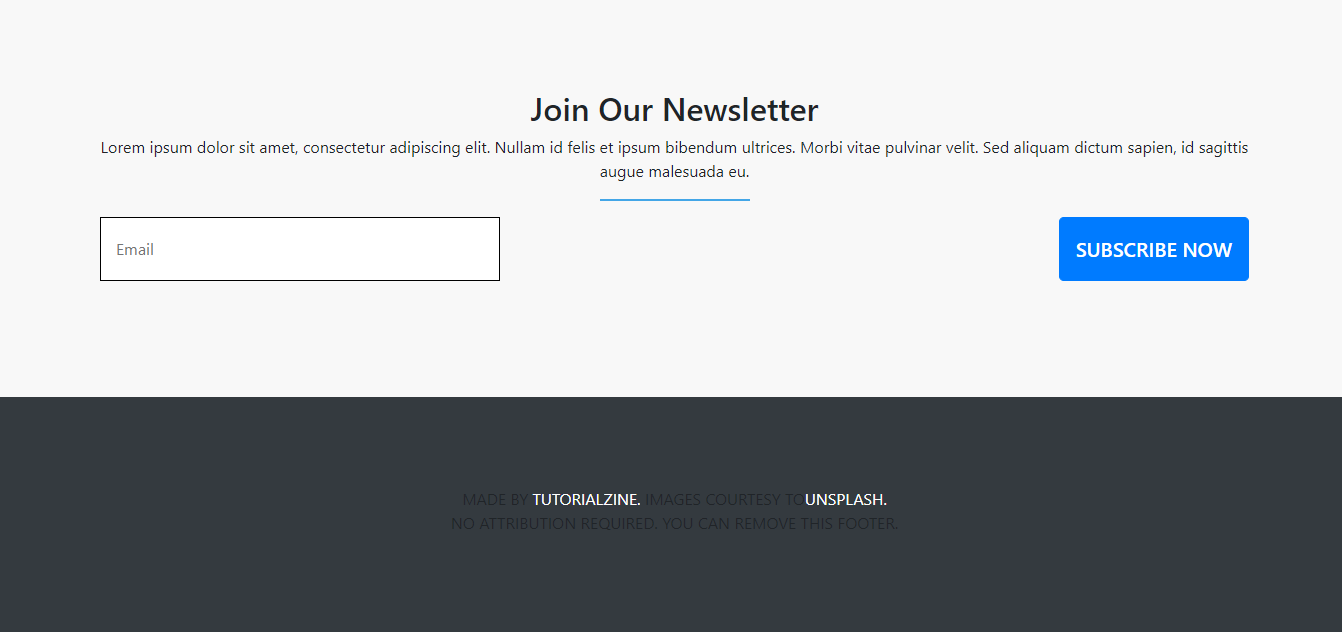 Join Our Newsletter
Lorem ipsum dolor sit amet, consectetur adipiscing elit. Nullam id felis et ipsum bibendum ultrices. Morbi vitae pulvinar velit. Sed aliquam dictum sapien, id sagittis
augue malesuada eu.
Email
SUBSCRIBE NOW
MADE BY TUTORIALZINE. IMAGES COURTESY TOUNSPLASH.
NO ATTRIBUTION REQUIRED. YOU CAN REMOVE THIS FOOTER.